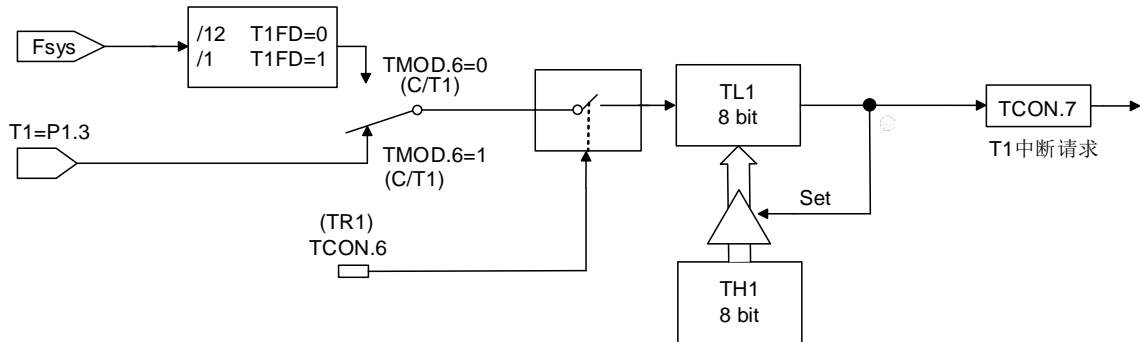 Fsys
/12 T1FD=0
/1 T1FD=1
TMOD.6=0
(C/T1)
T1=P1.3
TMOD.6=1
(C/T1)
(TR1)
TCON.6
TL1
8 bit
TCON.7
T1中断请求
Set
TH1
8 bit